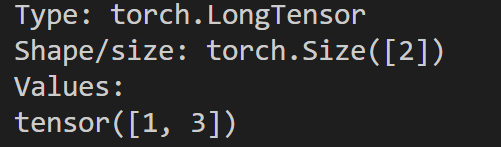 Type: torch.LongTensor
Shape/size: torch.Size([2])
Values:
tensor([1, 3])